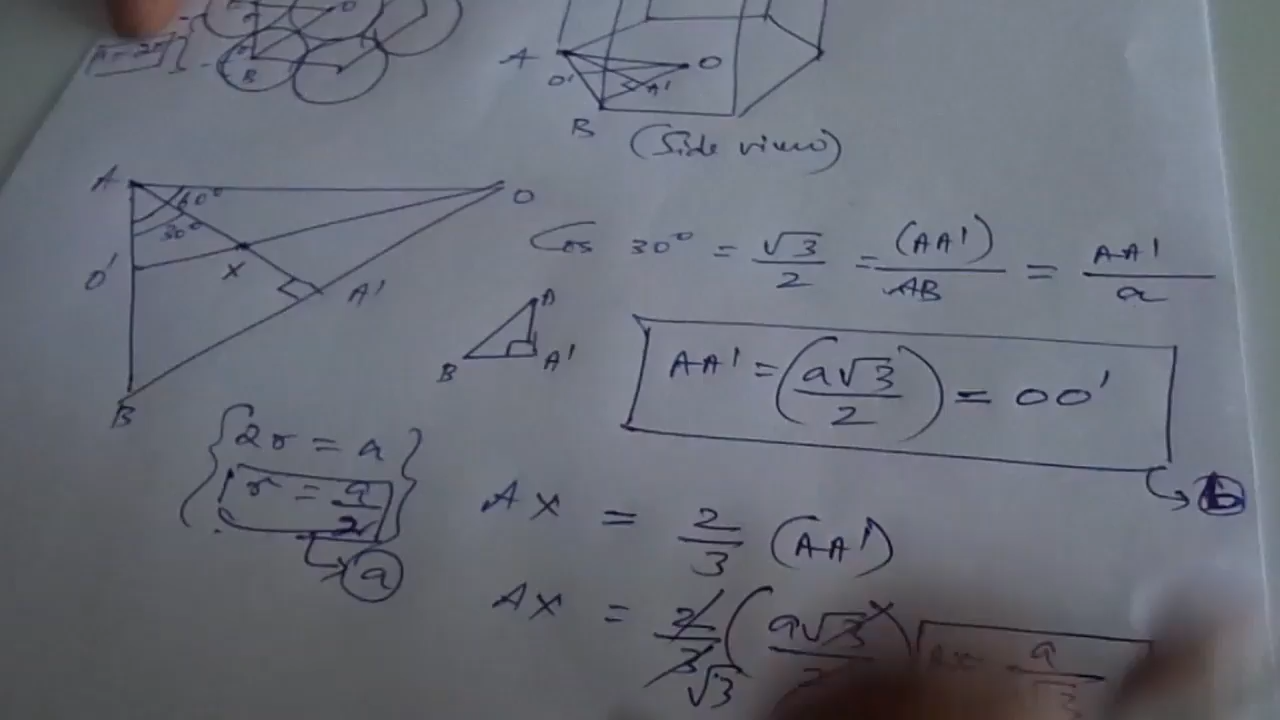 B
A
O
O'
A'
B
(Side view)
A
60°
30°
O
O'
X
A'
B
Cos 30° = √3/2 = (AA')/AB = AA'/a
A
B
A'
AA' = (a√3/2) = OO'
b
{2r = a
r = a/2}
a
AX = 2/3 (AA')
AX = 2/3 (a√3/2)
√3
a/√3